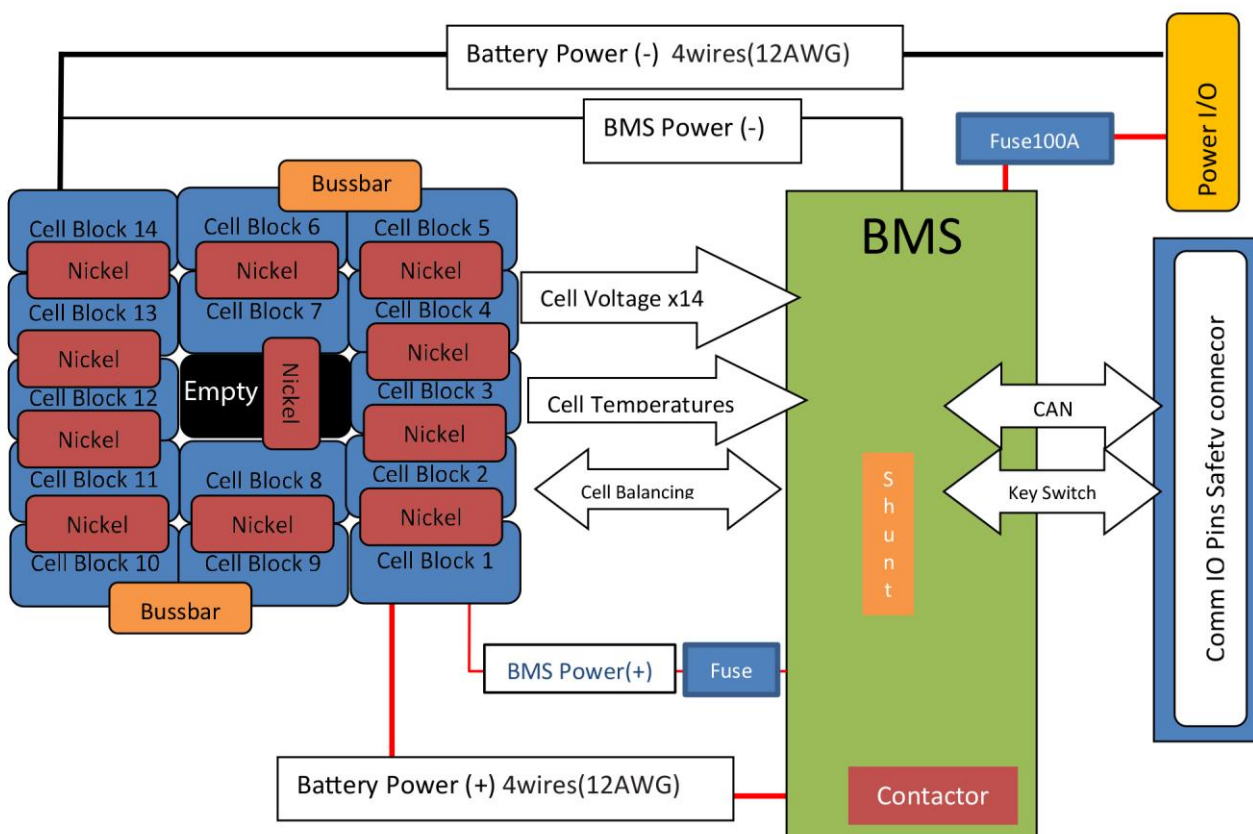 Battery Power (-) 4wires(12AWG)
BMS Power (-)
Fuse100A
Power I/O
Bussbar
Cell Block 14
Cell Block 6
Cell Block 5
Nickel
Nickel
Nickel
Cell Block 13
Cell Block 7
Cell Block 4
Nickel
Nickel
Nickel
Empty
Cell Block 12
Cell Block 3
Nickel
Nickel
Cell Block 11
Cell Block 8
Cell Block 2
Nickel
Nickel
Nickel
Cell Block 10
Cell Block 9
Cell Block 1
Bussbar
Cell Voltage x14
Cell Temperatures
Cell Balancing
BMS
Shunt
CAN
Key Switch
Comm IO Pins Safety connecor
BMS Power(+)
Fuse
Battery Power (+) 4wires(12AWG)
Contactor